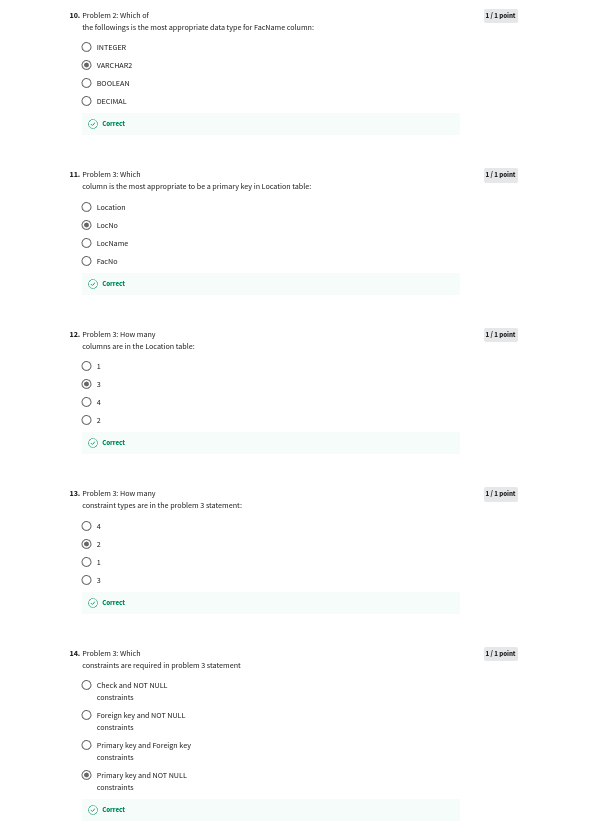 10. Problem 2: Which of
1 / 1 point
the followings is the most appropriate data type for FacName column:
INTEGER
VARCHAR2
BOOLEAN
DECIMAL
Correct
11. Problem 3: Which
1 / 1 point
column is the most appropriate to be a primary key in Location table:
Location
LocNo
LocName
FacNo
Correct
12. Problem 3: How many
1 / 1 point
columns are in the Location table:
1
3
4
2
Correct
13. Problem 3: How many
1 / 1 point
constraint types are in the problem 3 statement:
4
2
1
3
Correct
14. Problem 3: Which
1 / 1 point
constraints are required in problem 3 statement
Check and NOT NULL
constraints
Foreign key and NOT NULL
constraints
Primary key and Foreign key
constraints
Primary key and NOT NULL
constraints
Correct